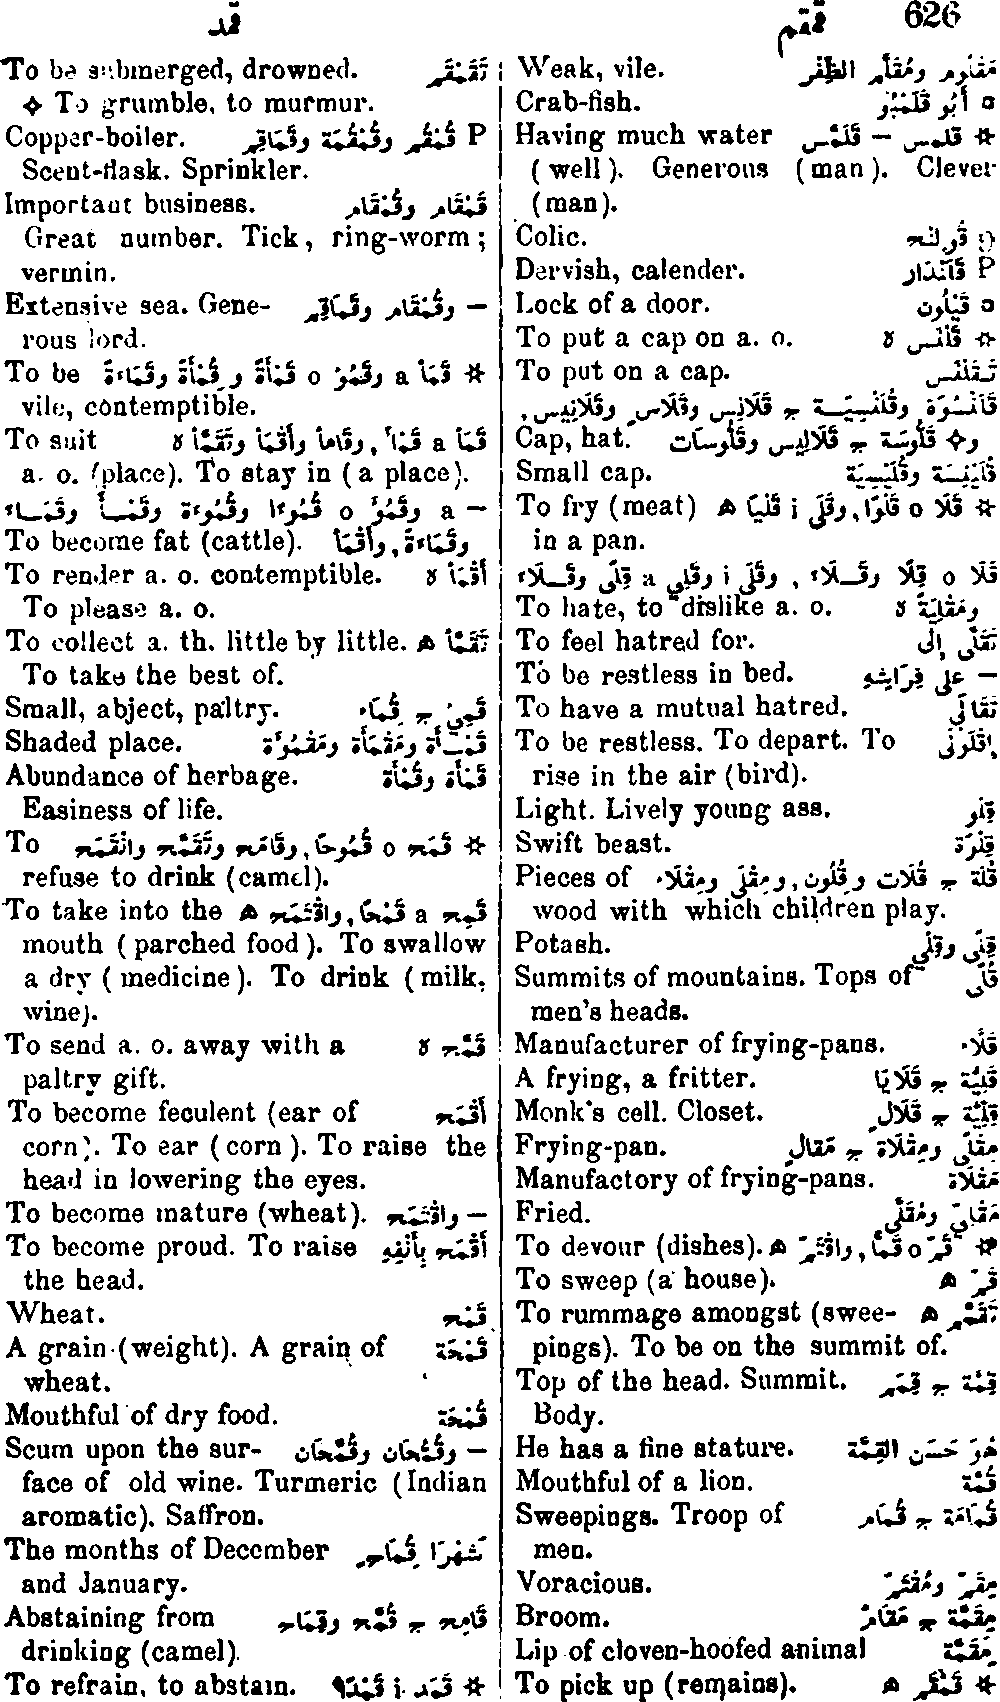 626 ققم قمد
Weak, vile. مَقْلُوم ومُقَلَّم الظُّفْر
Crab-fish. □ أَبُو قَلَمْبُو
Having much water ✻ قلمس – قَلَمَّس
(well). Generous (man). Clever
(man).
Colic. قُولَنْج
Dervish, calender. P قَلَنْدَار
Lock of a door. □ قَيْلُون
To put a cap on a. o. ✻ قَلْنَس ه
To put on a cap. تَقَلْنَس
قَلَنْسُوَة وقُلَنْسِيَة ج قَلَانِس وقَلَاسٍ وقَلَانِيس,
Cap, hat. و✧ قَلُّوسَة ج قَلَالِيس وقَلُّوسَات
Small cap. قُلَيْنِسَة وقُلَيْسِيَة
To fry (meat) ✻ قَلَا o قَلْوًا, وقَلَى i قَلْيًا ه
in a pan.
قَلَا o قِلًا وقَلَاء, وقَلَى i وقَلِي a قِلًى وقَلَاء
To hate, to dislike a. o. ومَقْلِيَةً ه
To feel hatred for. تَقَلَّى إِلَى
To be restless in bed. – عَلَى فِرَاشِهِ
To have a mutual hatred. تَقَالَى
To be restless. To depart. To إِقْلَوْلَى
rise in the air (bird).
Light. Lively young ass. قِلْو
Swift beast. قِلْوَة
Pieces of قُلَة ج قُلَات وقُلُون, ومِقْلًى ومِقْلَاء
wood with which children play.
Potash. قِلْي وقِلَى
Summits of mountains. Tops of قُلَى
men's heads.
Manufacturer of frying-pans. قَلَّاء
A frying, a fritter. قَلِيَّة ج قَلَايَا
Monk's cell. Closet. قِلِّيَّة ج قَلَالٍ
Frying-pan. مِقْلًى ومِقْلَاة ج مَقَالٍ
Manufactory of frying-pans. مَقْلَاة
Fried. مَقْلِيّ ومُقَلًّى
To devour (dishes). ✻ قَمَّ o قَمًّا, واقْتَمَّ ه
To sweep (a house). قَمَّ ه
To rummage amongst (swee- تَقَمَّم ه
pings). To be on the summit of.
Top of the head. Summit. قِمَّة ج قِمَم
Body.
He has a fine stature. هُوَ حَسَن القِمَّة
Mouthful of a lion. قُمَّة
Sweepings. Troop of قُمَامَة ج قُمَام
men.
Voracious. مِقَمّ ومُقْتَمّ
Broom. مِقَمَّة ج مَقَامّ
Lip of cloven-hoofed animal مِقَمَّة
To pick up (remains). ✻ قَمْقَم ه
To be submerged, drowned. تَقَمْقَم
✧ To grumble, to murmur.
Copper-boiler. P قُمْقُم وقُمْقُمَة وقَمَاقِم
Scent-flask. Sprinkler.
Important business. قَمْقَام وقُمْقَام
Great number. Tick, ring-worm;
vermin.
Extensive sea. Gene- – وقُمْقَام وقَمَاقِم
rous lord.
To be ✻ قَمَأَ a وقَمُؤَ o قَمْأَةً وقُمْأَةً وقَمَاءَةً
vile, contemptible.
To suit قَمَأَ a قَمْأً, وقَامَأَ وأَقْمَأَ وتَقَمَّأَ ه
a. o. (place). To stay in (a place).
– a وقَمُؤَ o قُمُوءًا وقُمُوءَة وقَمْأً وقَمَاء
To become fat (cattle). وقَمَاءَةً, وأَقْمَأَ
To render a. o. contemptible. أَقْمَأَ ه
To please a. o.
To collect a. th. little by little. تَقَمَّأَ ه
To take the best of.
Small, abject, paltry. قَمِيء ج قِمَاء
Shaded place. قَمْأَة ومَقْمَأَة ومَقْمُؤَة
Abundance of herbage. قَمْأَة وقُمْأَة
Easiness of life.
To ✻ قَمَح o قُمُوحًا, وقَامَح وتَقَمَّح وانْقَمَح
refuse to drink (camel).
To take into the قَمِح a قَمْحًا, واقْتَمَح ه
mouth (parched food). To swallow
a dry (medicine). To drink (milk,
wine).
To send a. o. away with a قَمَّح ه
paltry gift.
To become feculent (ear of أَقْمَح
corn). To ear (corn). To raise the
head in lowering the eyes.
To become mature (wheat). – واقْتَمَح
To become proud. To raise أَقْمَح بِأَنْفِهِ
the head.
Wheat. قَمْح
A grain (weight). A grain of قَمْحَة
wheat.
Mouthful of dry food. قُمْحَة
Scum upon the sur- – وقُمُّحَان وقُمَّحَان
face of old wine. Turmeric (Indian
aromatic). Saffron.
The months of December شَهْرَا قِمَاح
and January.
Abstaining from قَامِح ج قُمَّح وقِمَاح
drinking (camel).
To refrain, to abstain. ✻ قَمَد i قَمْدًا